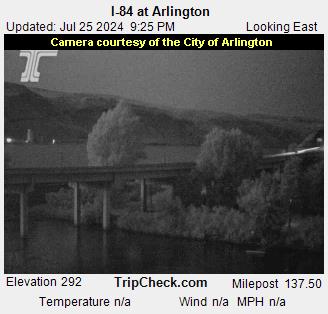 I-84 at Arlington
Updated: Jul 25 2024 9:25 PM Looking East
Camera courtesy of the City of Arlington
Elevation 292 TripCheck.com Milepost 137.50
Temperature n/a Wind n/a MPH n/a